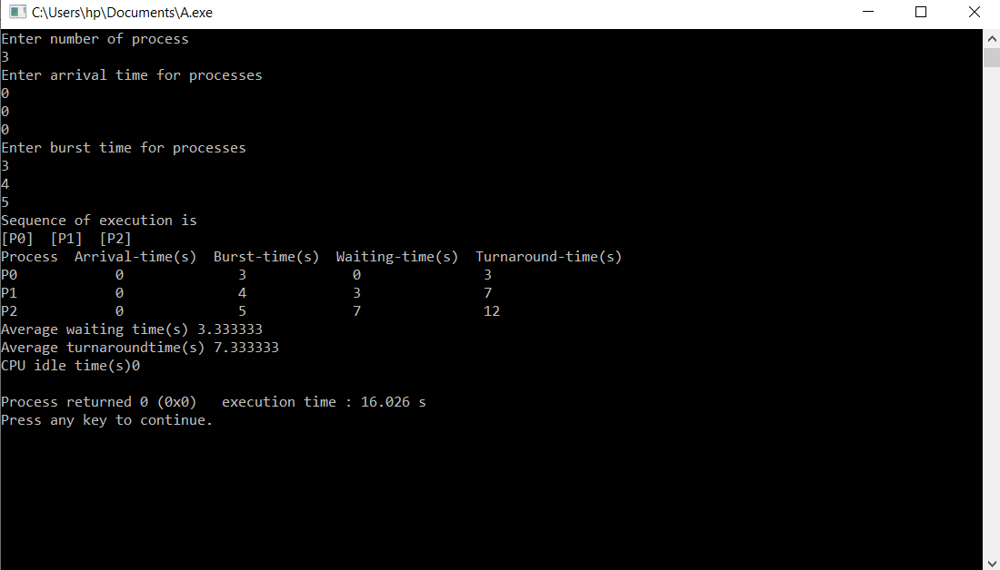 C:\Users\hp\Documents\A.exe
Enter number of process
3
Enter arrival time for processes
0
0
0
Enter burst time for processes
3
4
5
Sequence of execution is
[P0]  [P1]  [P2]
Process  Arrival-time(s)  Burst-time(s)  Waiting-time(s)  Turnaround-time(s)
P0            0              3             0               3
P1            0              4             3               7
P2            0              5             7               12
Average waiting time(s) 3.333333
Average turnaroundtime(s) 7.333333
CPU idle time(s)0
Process returned 0 (0x0)   execution time : 16.026 s
Press any key to continue.